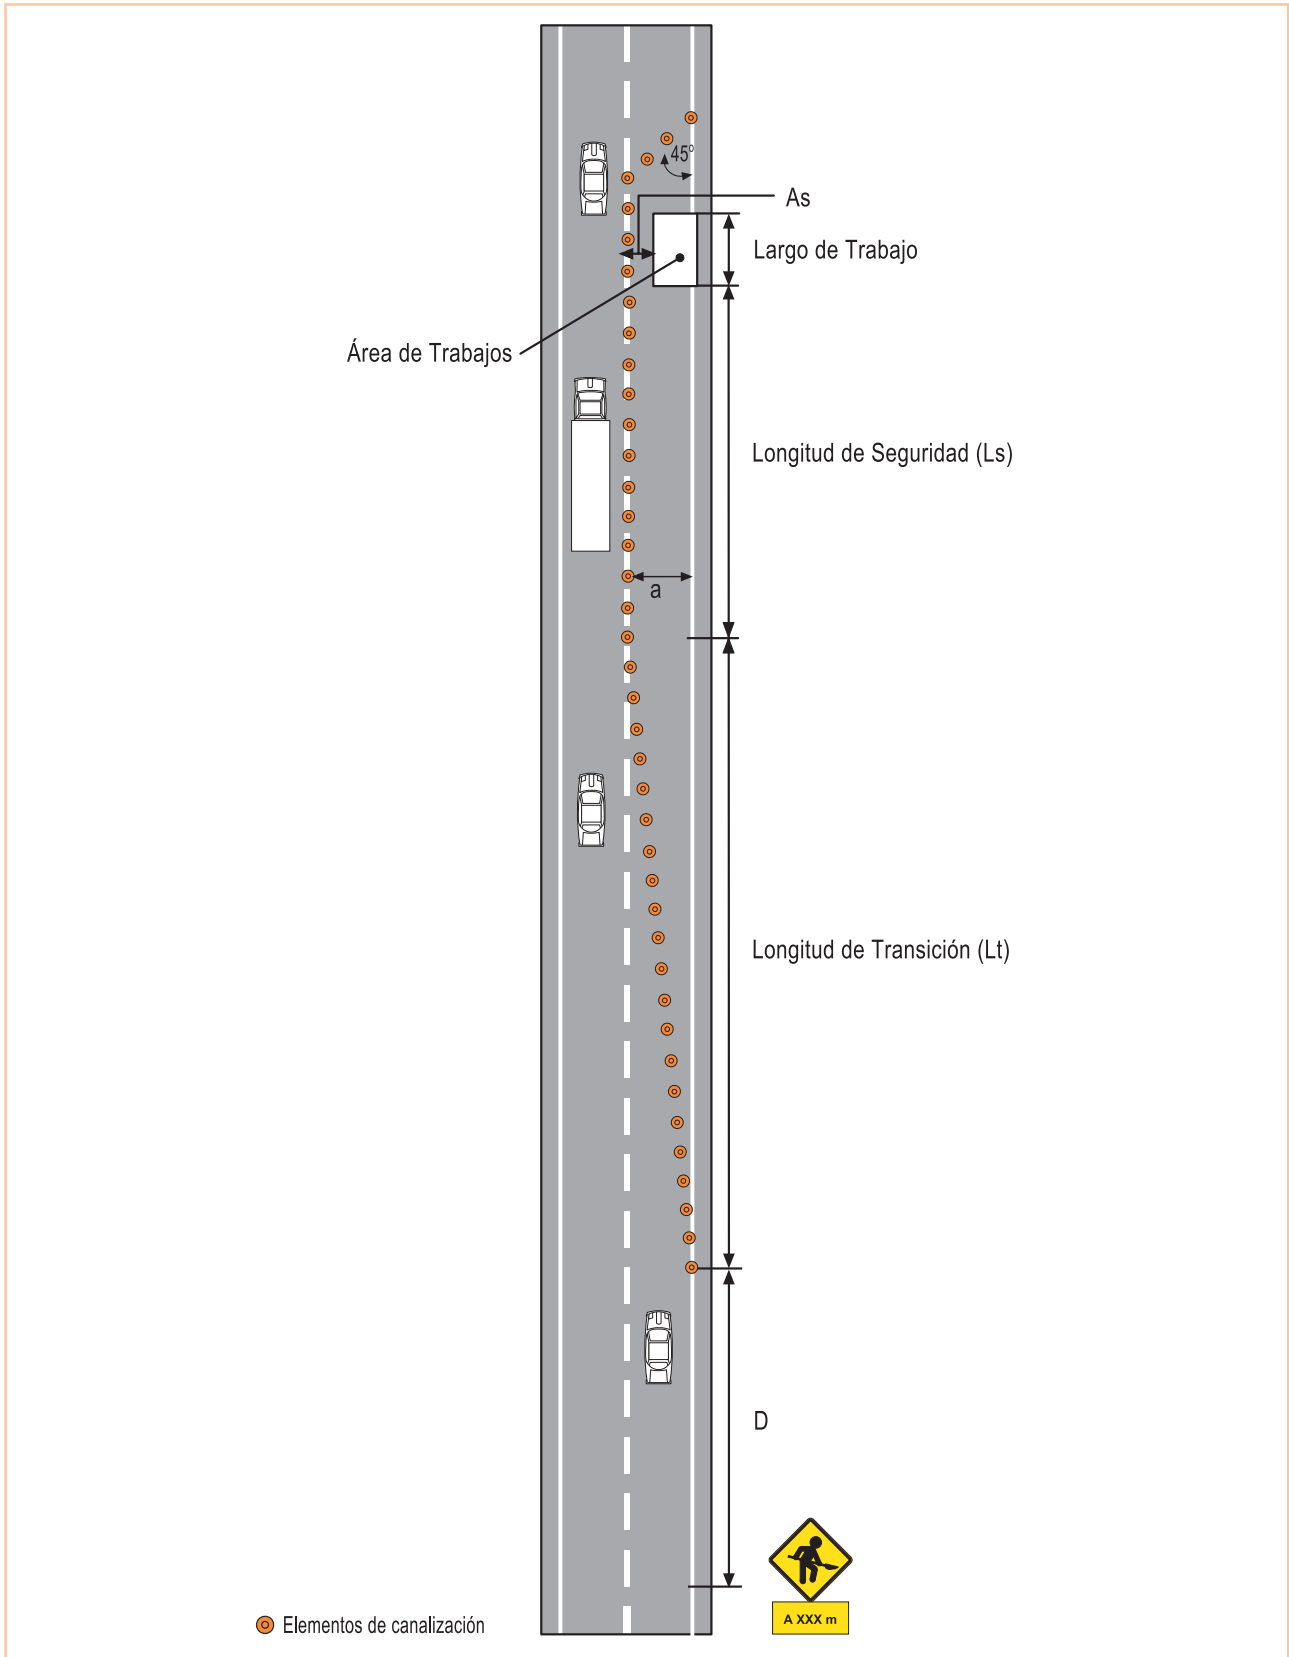 45º
As
Largo de Trabajo
Área de Trabajos
Longitud de Seguridad (Ls)
a
Longitud de Transición (Lt)
D
A XXX m
Elementos de canalización